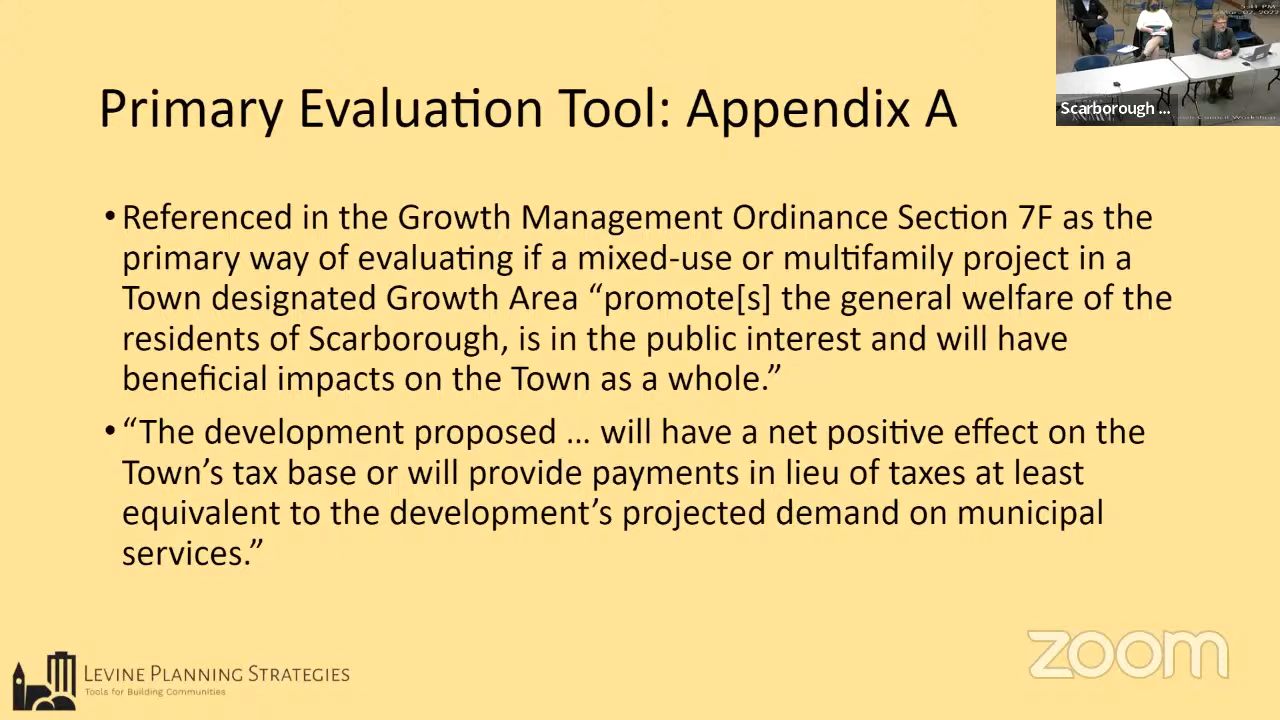 Primary Evaluation Tool: Appendix A
Scarborough ...
• Referenced in the Growth Management Ordinance Section 7F as the
primary way of evaluating if a mixed-use or multifamily project in a
Town designated Growth Area “promote[s] the general welfare of the
residents of Scarborough, is in the public interest and will have
beneficial impacts on the Town as a whole.”
• “The development proposed … will have a net positive effect on the
Town’s tax base or will provide payments in lieu of taxes at least
equivalent to the development’s projected demand on municipal
services.”
LEVINE PLANNING STRATEGIES
Tools for Building Communities
zoom